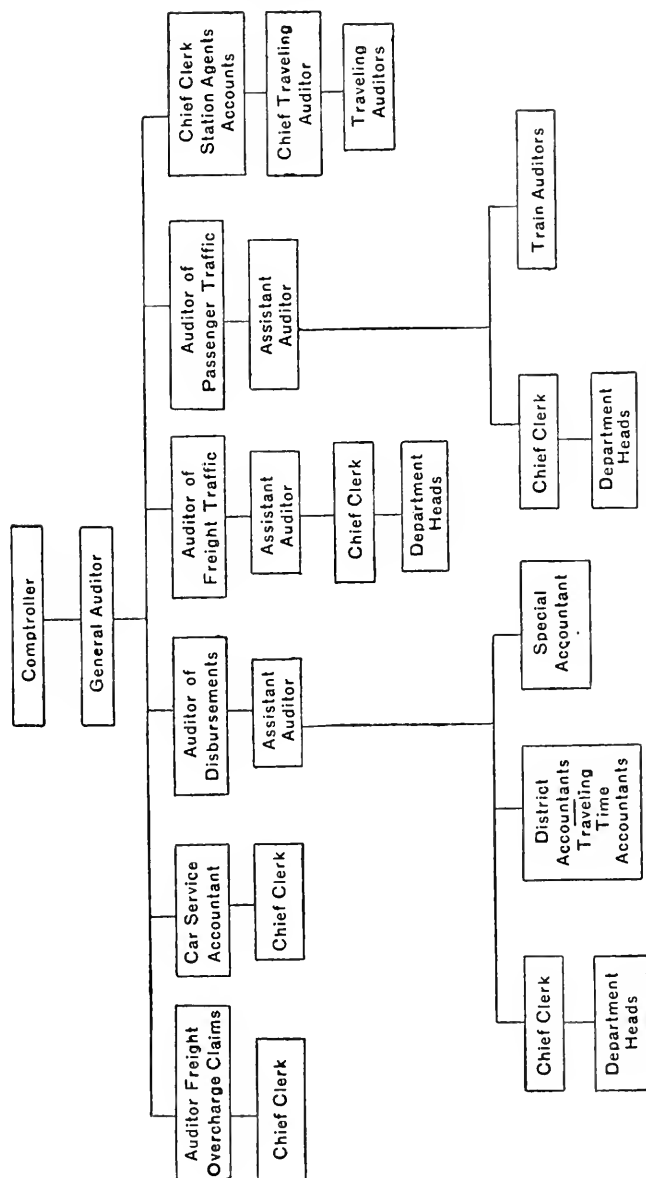 Comptroller
General Auditor
Auditor Freight
Overcharge Claims
Chief Clerk
Car Service
Accountant
Chief Clerk
Auditor of
Disbursements
Assistant
Auditor
Chief Clerk
Department
Heads
District
Accountants
Traveling
Time
Accountants
Special
Accountant
Auditor of
Freight Traffic
Assistant
Auditor
Chief Clerk
Department
Heads
Auditor of
Passenger Traffic
Assistant
Auditor
Chief Clerk
Department
Heads
Train Auditors
Chief Clerk
Station Agents
Accounts
Chief Traveling
Auditor
Traveling
Auditors